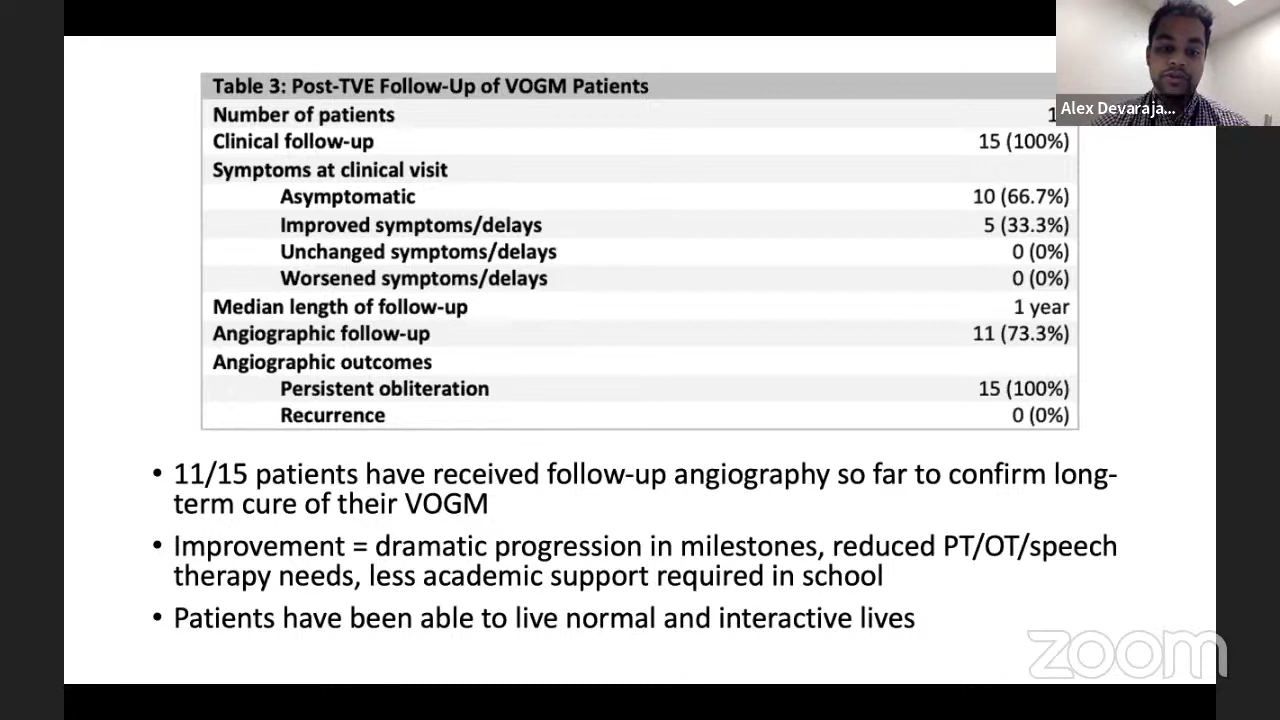 Table 3: Post-TVE Follow-Up of VOGM Patients
Number of patients
Clinical follow-up 15 (100%)
Symptoms at clinical visit
Asymptomatic 10 (66.7%)
Improved symptoms/delays 5 (33.3%)
Unchanged symptoms/delays 0 (0%)
Worsened symptoms/delays 0 (0%)
Median length of follow-up 1 year
Angiographic follow-up 11 (73.3%)
Angiographic outcomes
Persistent obliteration 15 (100%)
Recurrence 0 (0%)
• 11/15 patients have received follow-up angiography so far to confirm long-
term cure of their VOGM
• Improvement = dramatic progression in milestones, reduced PT/OT/speech
therapy needs, less academic support required in school
• Patients have been able to live normal and interactive lives
Alex Devaraja...
zoom